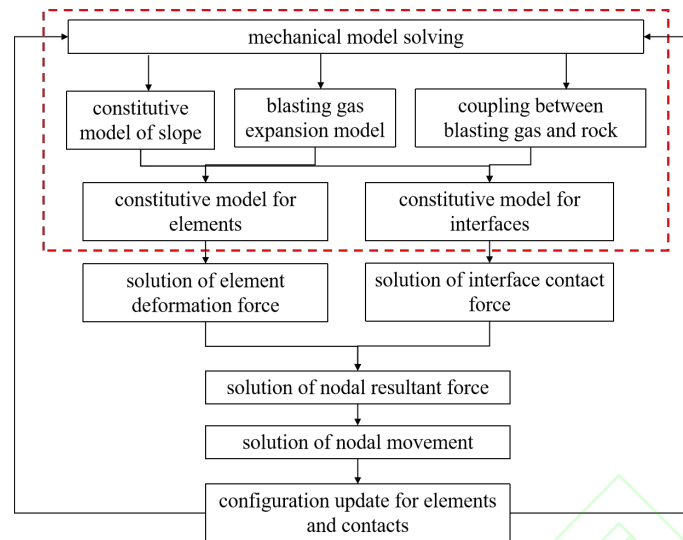 mechanical model solving
constitutive
model of slope
blasting gas
expansion model
coupling between
blasting gas and rock
constitutive model for
elements
constitutive model for
interfaces
solution of element
deformation force
solution of interface contact
force
solution of nodal resultant force
solution of nodal movement
configuration update for elements
and contacts